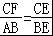 CF/AB = CE/BE